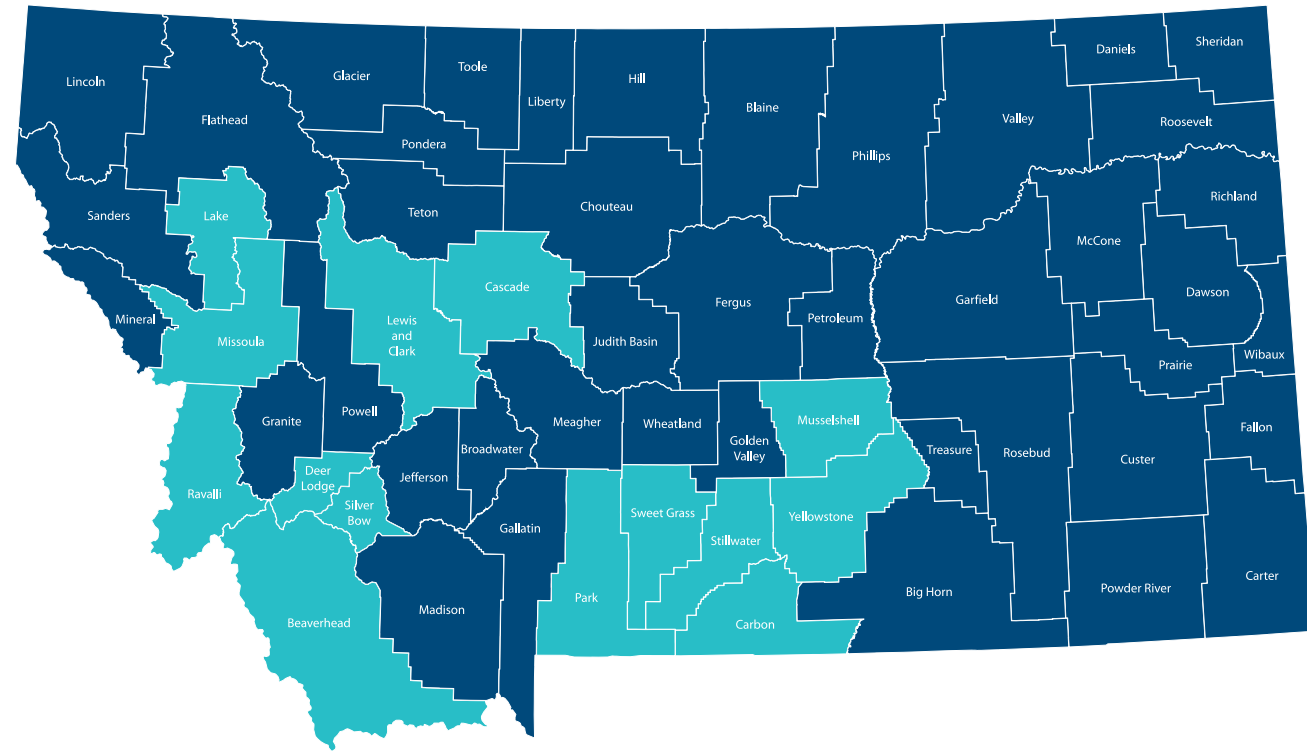 Lincoln
Flathead
Glacier
Toole
Liberty
Hill
Blaine
Phillips
Valley
Daniels
Sheridan
Roosevelt
Pondera
Teton
Chouteau
Sanders
Lake
Richland
McCone
Dawson
Garfield
Fergus
Petroleum
Cascade
Lewis
and
Clark
Judith Basin
Mineral
Missoula
Prairie
Wibaux
Granite
Powell
Meagher
Wheatland
Golden
Valley
Musselshell
Treasure
Rosebud
Custer
Fallon
Broadwater
Jefferson
Deer
Lodge
Silver
Bow
Ravalli
Gallatin
Sweet Grass
Stillwater
Yellowstone
Park
Madison
Beaverhead
Carbon
Big Horn
Powder River
Carter